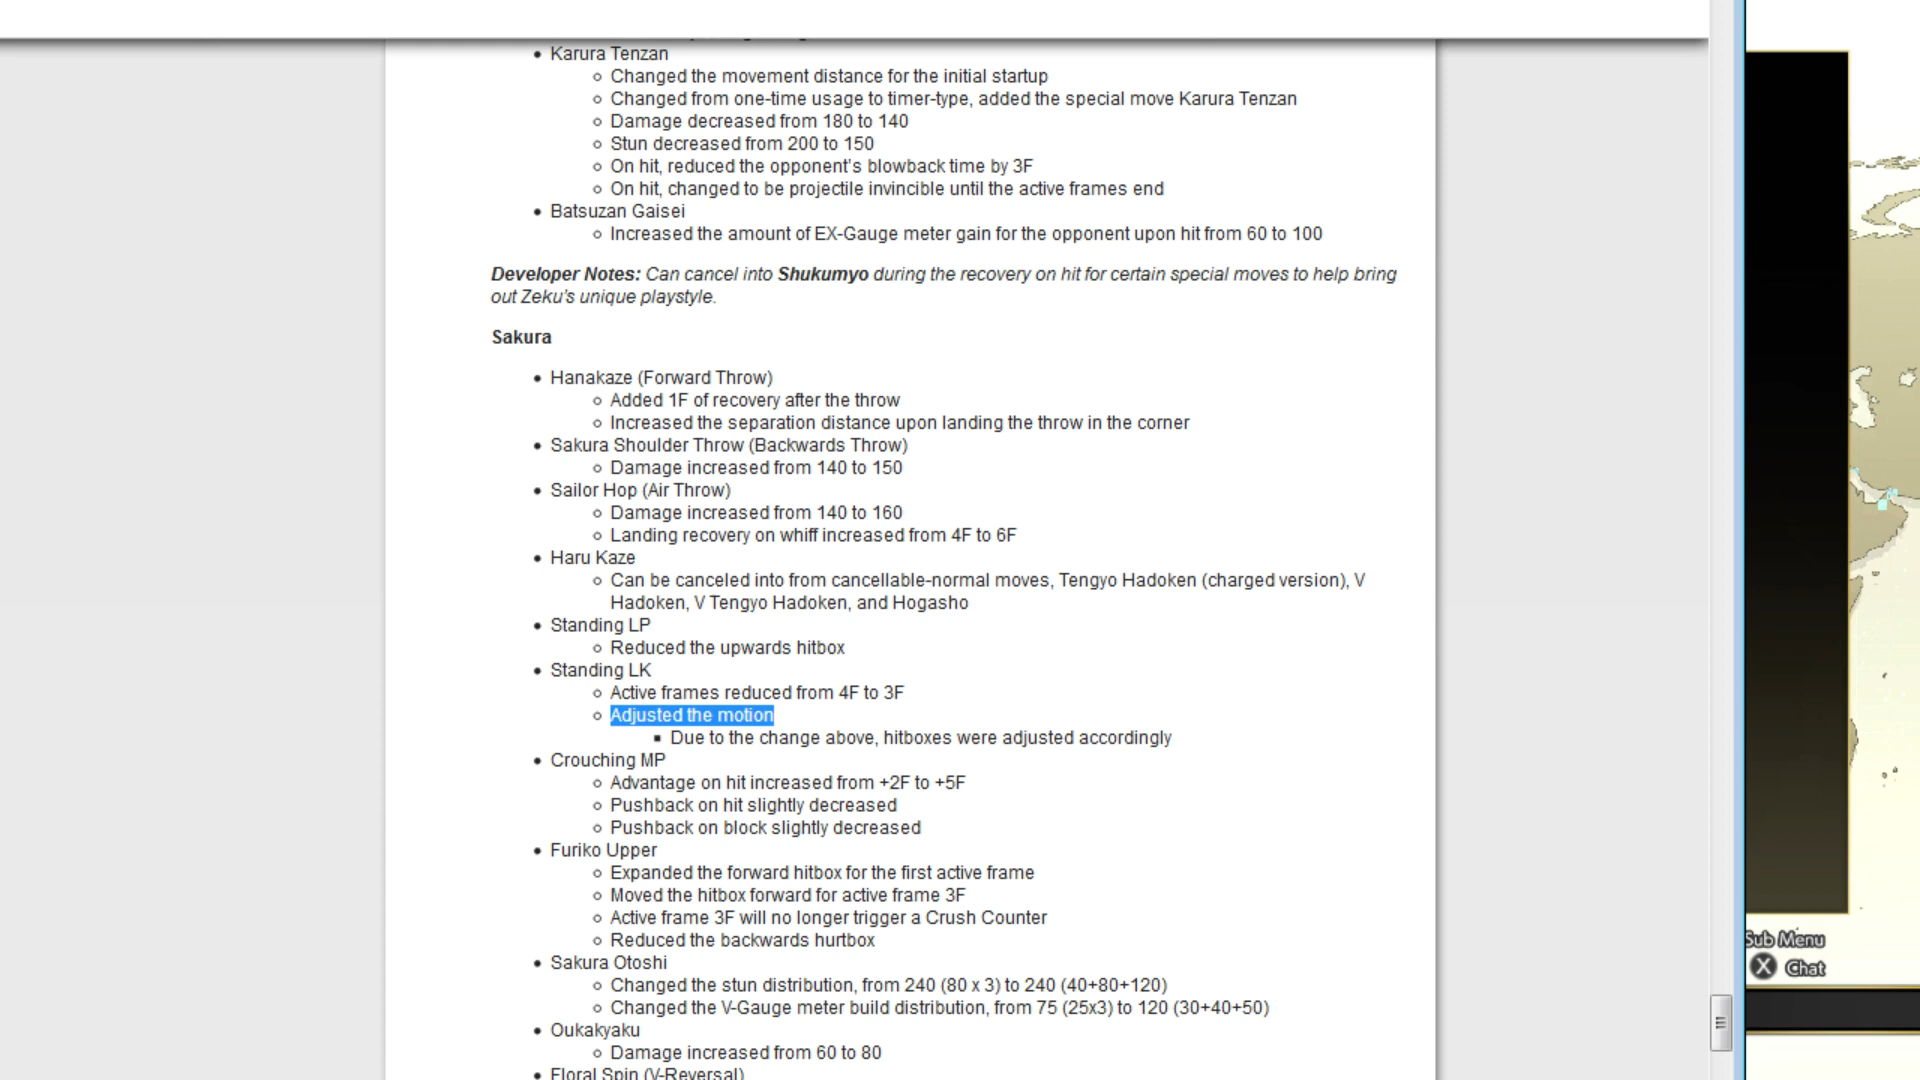 Karura Tenzan
Changed the movement distance for the initial startup
Changed from one-time usage to timer-type, added the special move Karura Tenzan
Damage decreased from 180 to 140
Stun decreased from 200 to 150
On hit, reduced the opponent's blowback time by 3F
On hit, changed to be projectile invincible until the active frames end
Batsuzan Gaisei
Increased the amount of EX-Gauge meter gain for the opponent upon hit from 60 to 100
Developer Notes: Can cancel into Shukumyo during the recovery on hit for certain special moves to help bring
out Zeku's unique playstyle.
Sakura
Hanakaze (Forward Throw)
Added 1F of recovery after the throw
Increased the separation distance upon landing the throw in the corner
Sakura Shoulder Throw (Backwards Throw)
Damage increased from 140 to 150
Sailor Hop (Air Throw)
Damage increased from 140 to 160
Landing recovery on whiff increased from 4F to 6F
Haru Kaze
Can be canceled into from cancellable-normal moves, Tengyo Hadoken (charged version), V
Hadoken, V Tengyo Hadoken, and Hogasho
Standing LP
Reduced the upwards hitbox
Standing LK
Active frames reduced from 4F to 3F
Adjusted the motion
Due to the change above, hitboxes were adjusted accordingly
Crouching MP
Advantage on hit increased from +2F to +5F
Pushback on hit slightly decreased
Pushback on block slightly decreased
Furiko Upper
Expanded the forward hitbox for the first active frame
Moved the hitbox forward for active frame 3F
Active frame 3F will no longer trigger a Crush Counter
Reduced the backwards hurtbox
Sakura Otoshi
Changed the stun distribution, from 240 (80 x 3) to 240 (40+80+120)
Changed the V-Gauge meter build distribution, from 75 (25x3) to 120 (30+40+50)
Oukakyaku
Damage increased from 60 to 80
Floral Spin (V-Reversal)
Sub Menu
X Chat